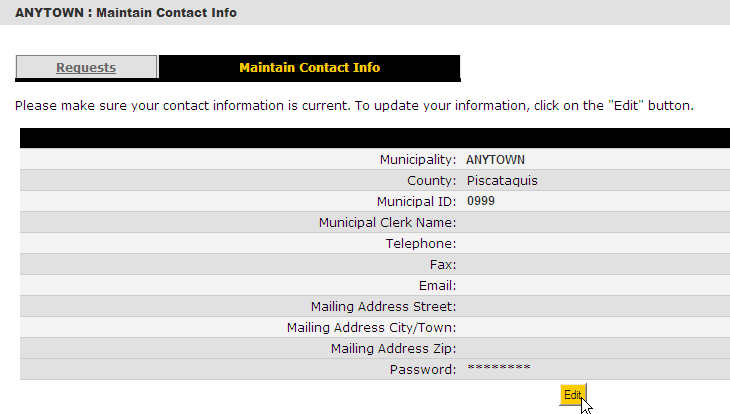 ANYTOWN : Maintain Contact Info
Requests
Maintain Contact Info
Please make sure your contact information is current. To update your information, click on the "Edit" button.
Municipality: ANYTOWN
County: Piscataquis
Municipal ID: 0999
Municipal Clerk Name:
Telephone:
Fax:
Email:
Mailing Address Street:
Mailing Address City/Town:
Mailing Address Zip:
Password: ********
Edit